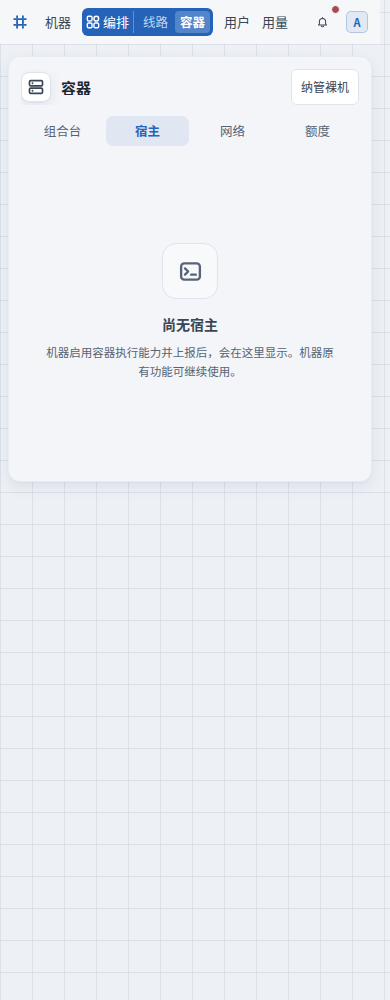 机器 编排 线路 容器 用户 用量 A
容器 纳管裸机
组合台 宿主 网络 额度
尚无宿主
机器启用容器执行能力并上报后，会在这里显示。机器原
有功能可继续使用。